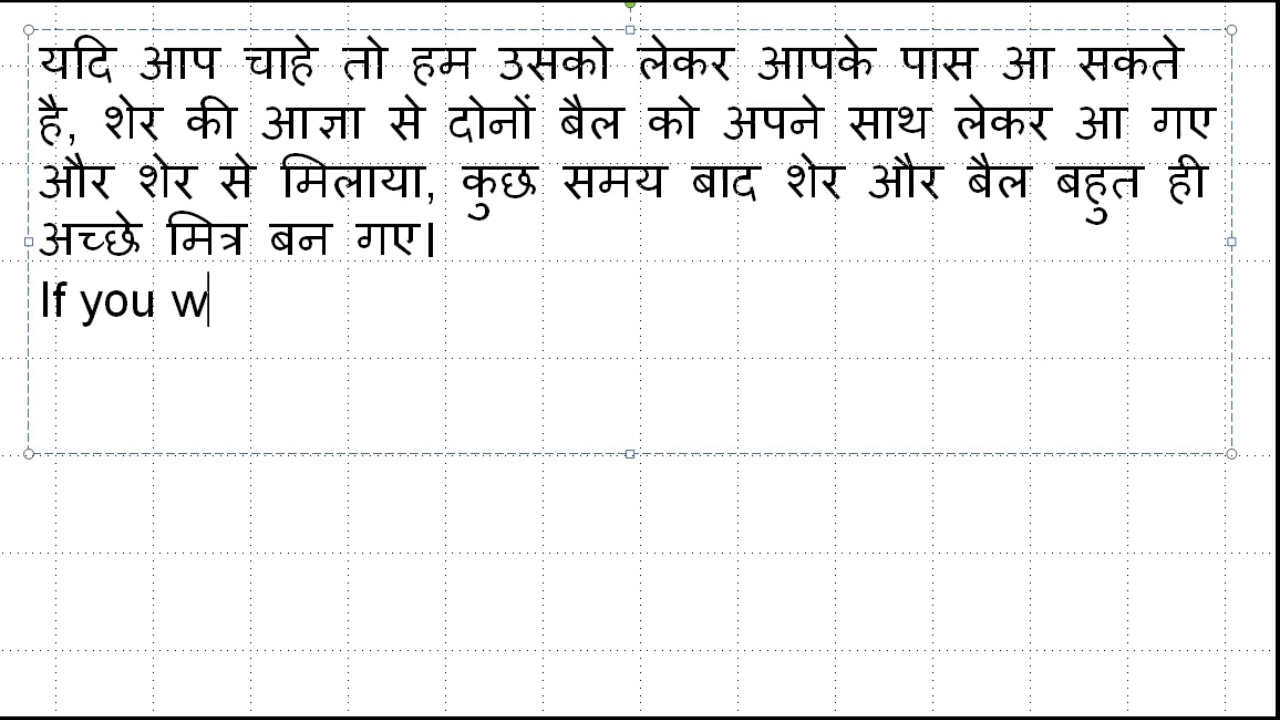 यदि आप चाहे तो हम उसको लेकर आपके पास आ सकते
है, शेर की आज्ञा से दोनों बैल को अपने साथ लेकर आ गए
और शेर से मिलाया, कुछ समय बाद शेर और बैल बहुत ही
अच्छे मित्र बन गए।
If you w